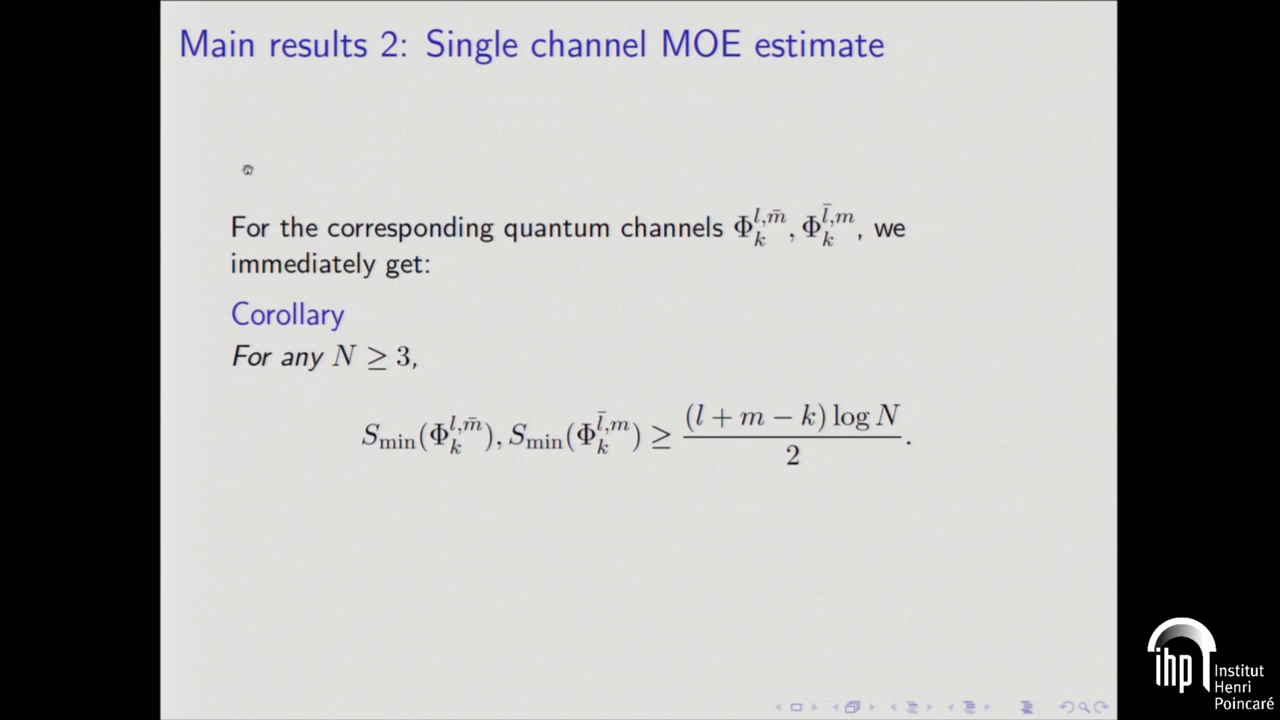 Main results 2: Single channel MOE estimate
For the corresponding quantum channels Φ_k^{l,m̄}, Φ_k^{l̄,m}, we
immediately get:
Corollary
For any N ≥ 3,
S_min(Φ_k^{l,m̄}), S_min(Φ_k^{l̄,m}) ≥ (l + m − k) log N / 2.
ihp Institut
Henri
Poincaré